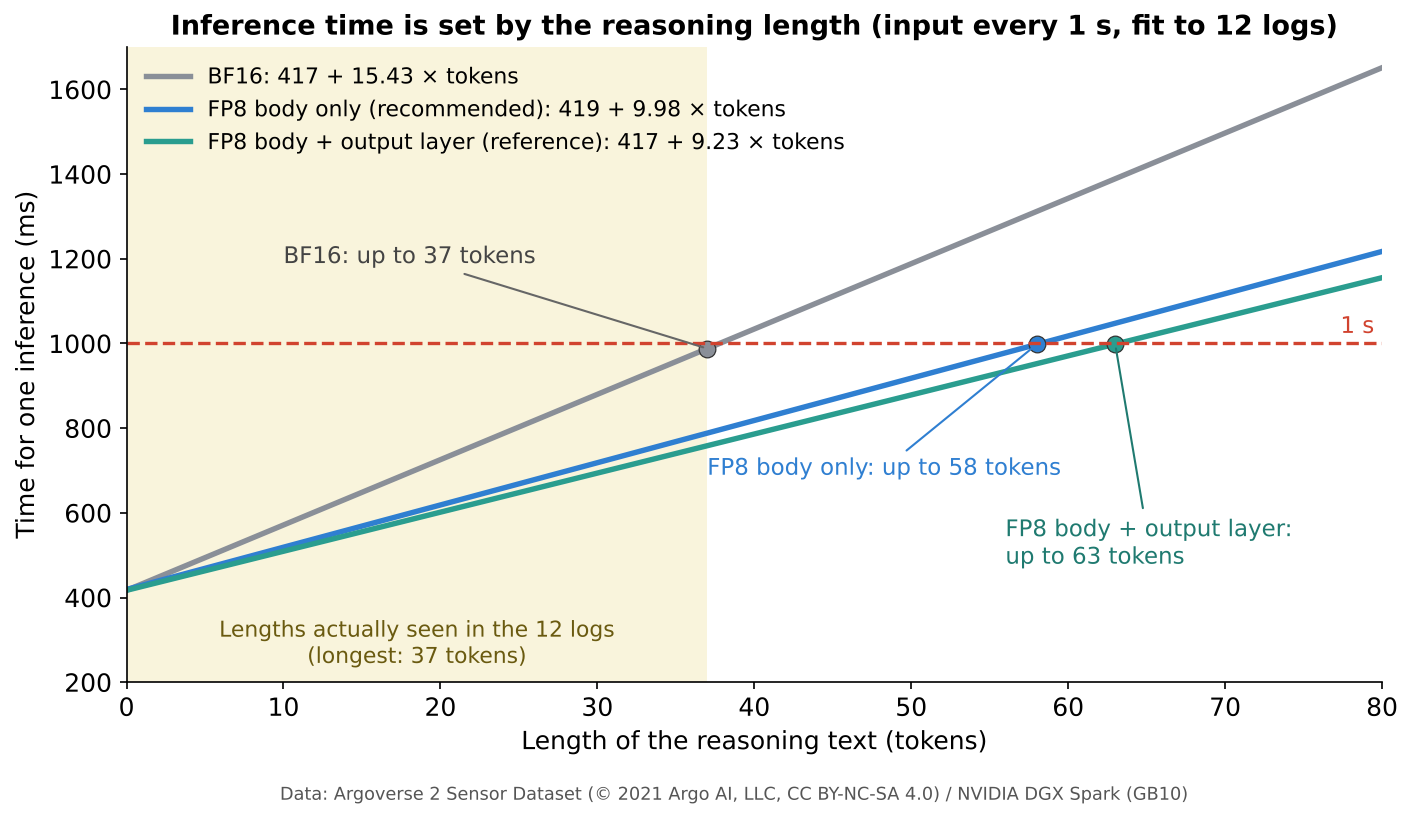 Inference time is set by the reasoning length (input every 1 s, fit to 12 logs)
BF16: 417 + 15.43 × tokens
FP8 body only (recommended): 419 + 9.98 × tokens
FP8 body + output layer (reference): 417 + 9.23 × tokens
Time for one inference (ms)
1600
1400
1200
1000
800
600
400
200
BF16: up to 37 tokens
1 s
FP8 body only: up to 58 tokens
FP8 body + output layer:
up to 63 tokens
Lengths actually seen in the 12 logs
(longest: 37 tokens)
0 10 20 30 40 50 60 70 80
Length of the reasoning text (tokens)
Data: Argoverse 2 Sensor Dataset (© 2021 Argo AI, LLC, CC BY-NC-SA 4.0) / NVIDIA DGX Spark (GB10)